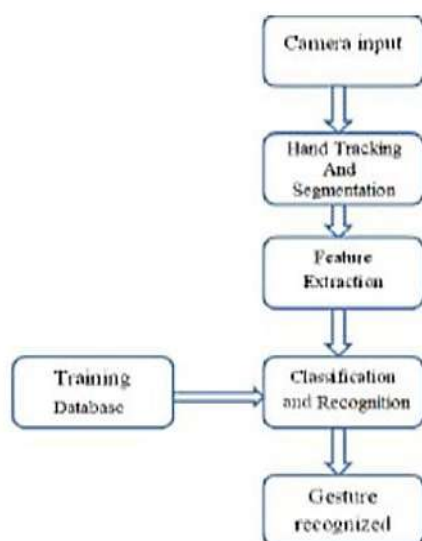 Camera input
Hand Tracking
And
Segmentation
Feature
Extraction
Training
Database
Classification
and Recognition
Gesture
recognized